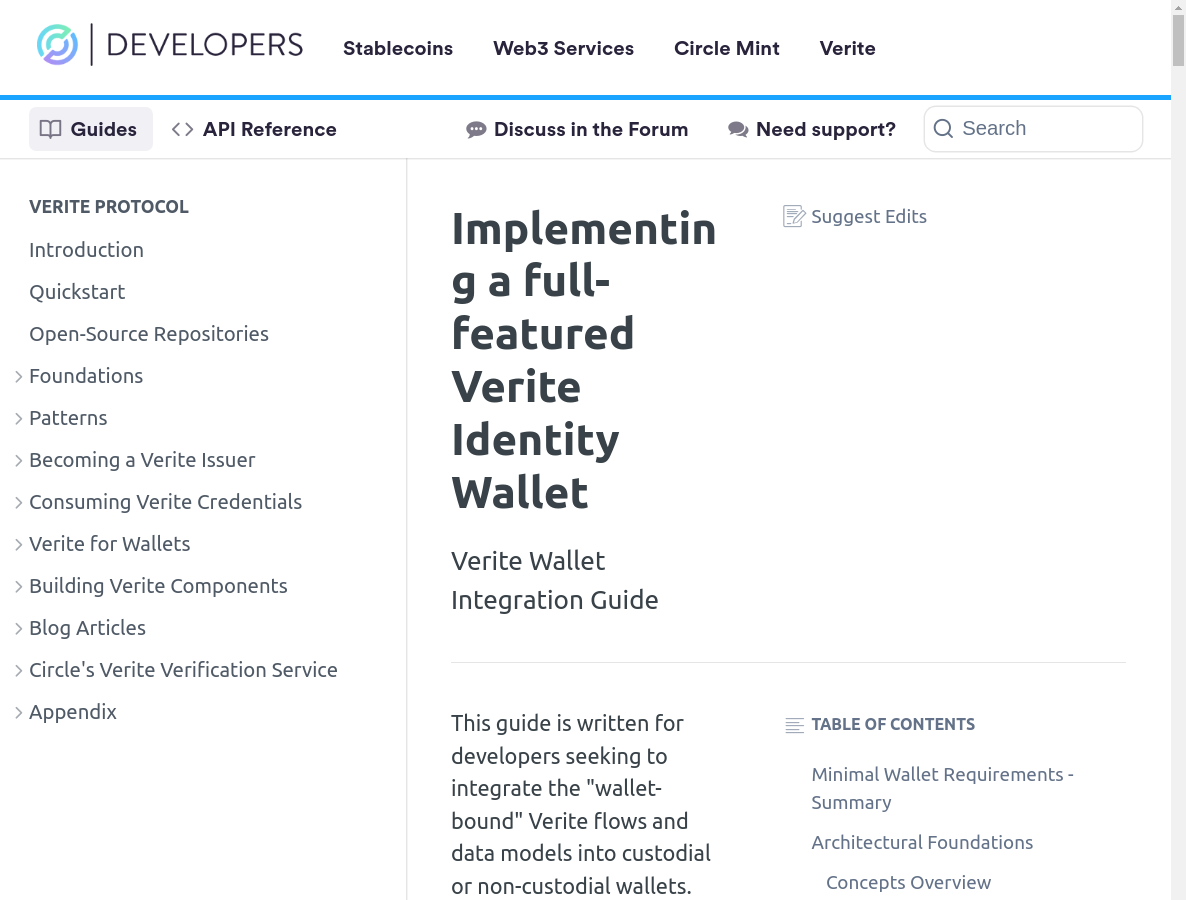 DEVELOPERS
Stablecoins
Web3 Services
Circle Mint
Verite
Guides
API Reference
Discuss in the Forum
Need support?
Search
VERITE PROTOCOL
Introduction
Quickstart
Open-Source Repositories
Foundations
Patterns
Becoming a Verite Issuer
Consuming Verite Credentials
Verite for Wallets
Building Verite Components
Blog Articles
Circle's Verite Verification Service
Appendix
Implementin
g a full-
featured
Verite
Identity
Wallet
Verite Wallet
Integration Guide
Suggest Edits
This guide is written for
developers seeking to
integrate the "wallet-
bound" Verite flows and
data models into custodial
or non-custodial wallets.
TABLE OF CONTENTS
Minimal Wallet Requirements -
Summary
Architectural Foundations
Concepts Overview